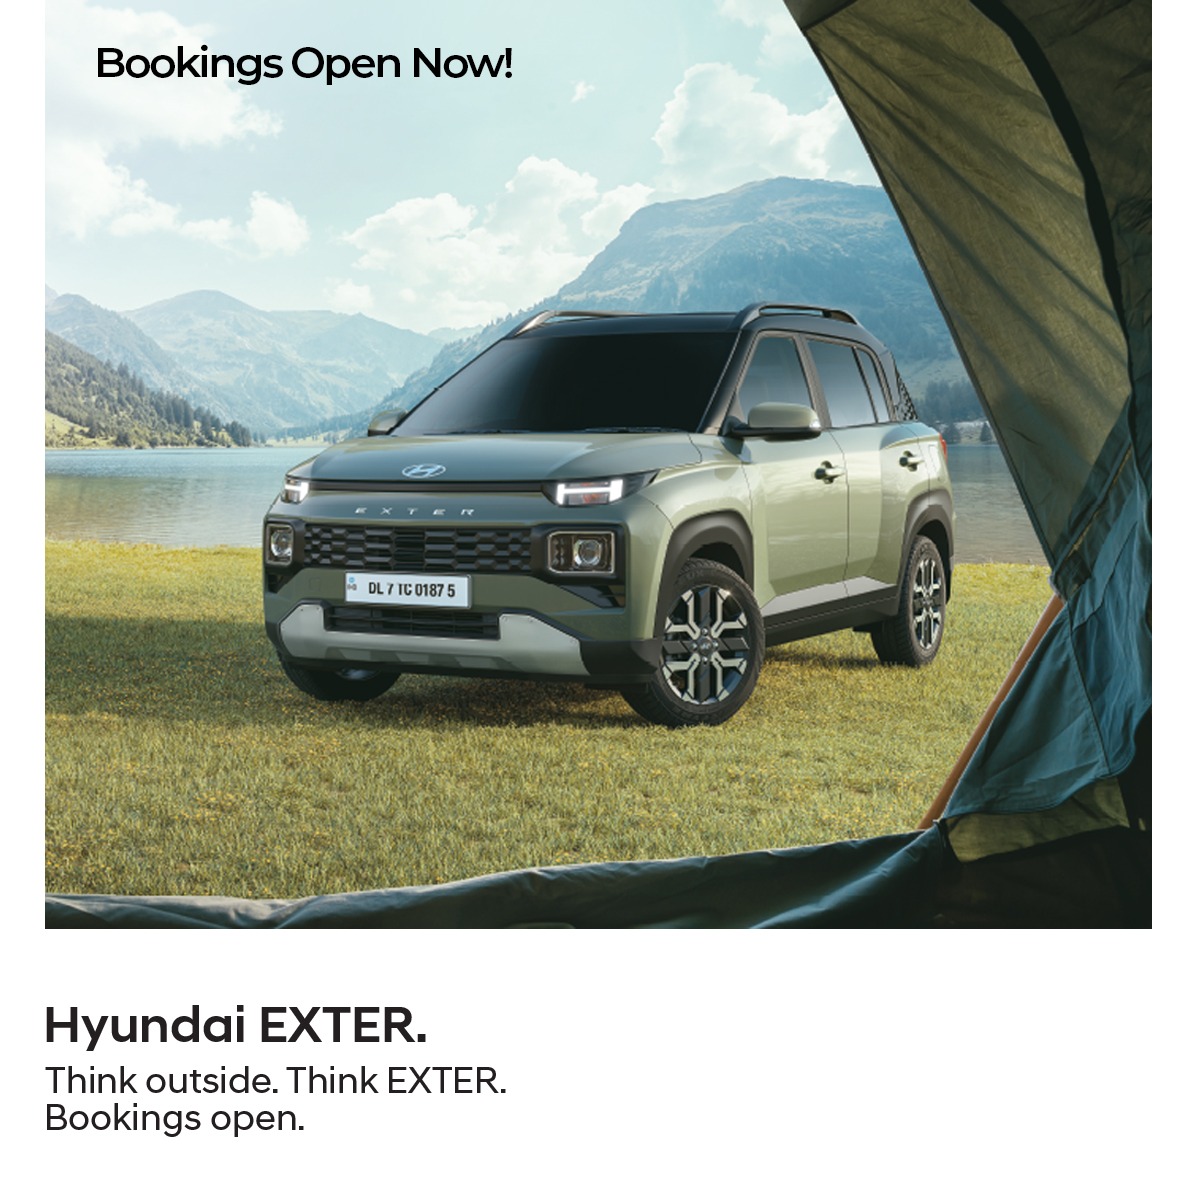 Bookings Open Now!
EXTER
DL 7 TC 0187 5
Hyundai EXTER.
Think outside. Think EXTER.
Bookings open.